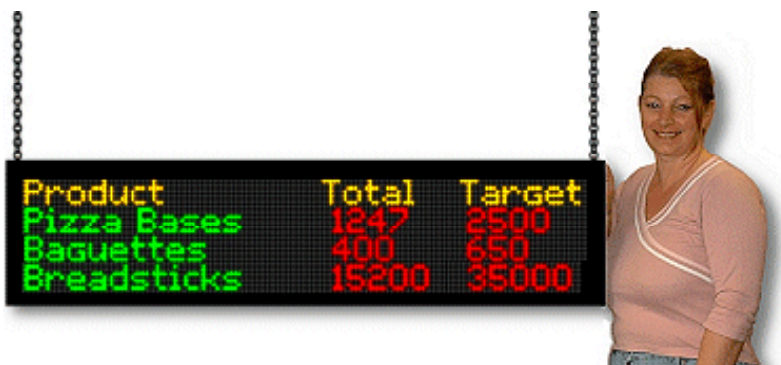 Product Total Target
Pizza Bases 1247 2500
Baguettes 400 650
Breadsticks 15200 35000